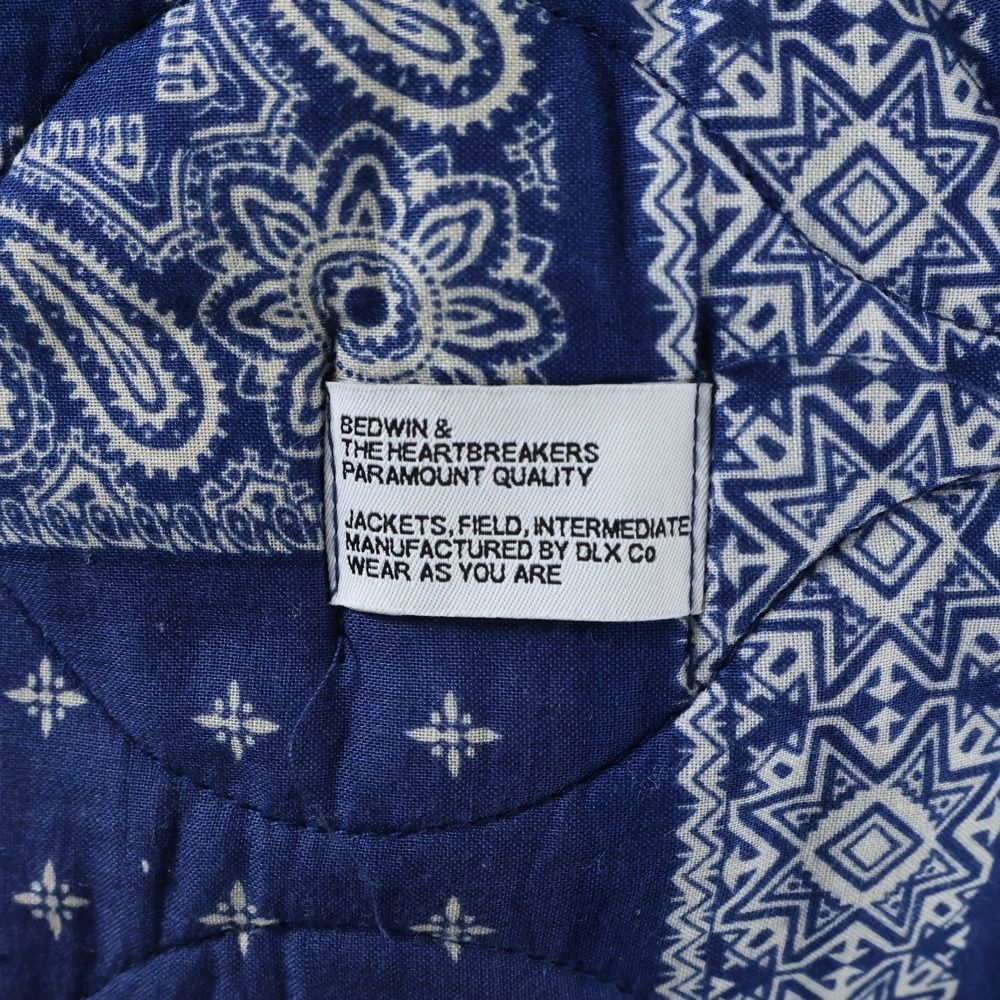 BEDWIN &
THE HEARTBREAKERS
PARAMOUNT QUALITY
JACKETS, FIELD, INTERMEDIATE
MANUFACTURED BY DLX Co
WEAR AS YOU ARE